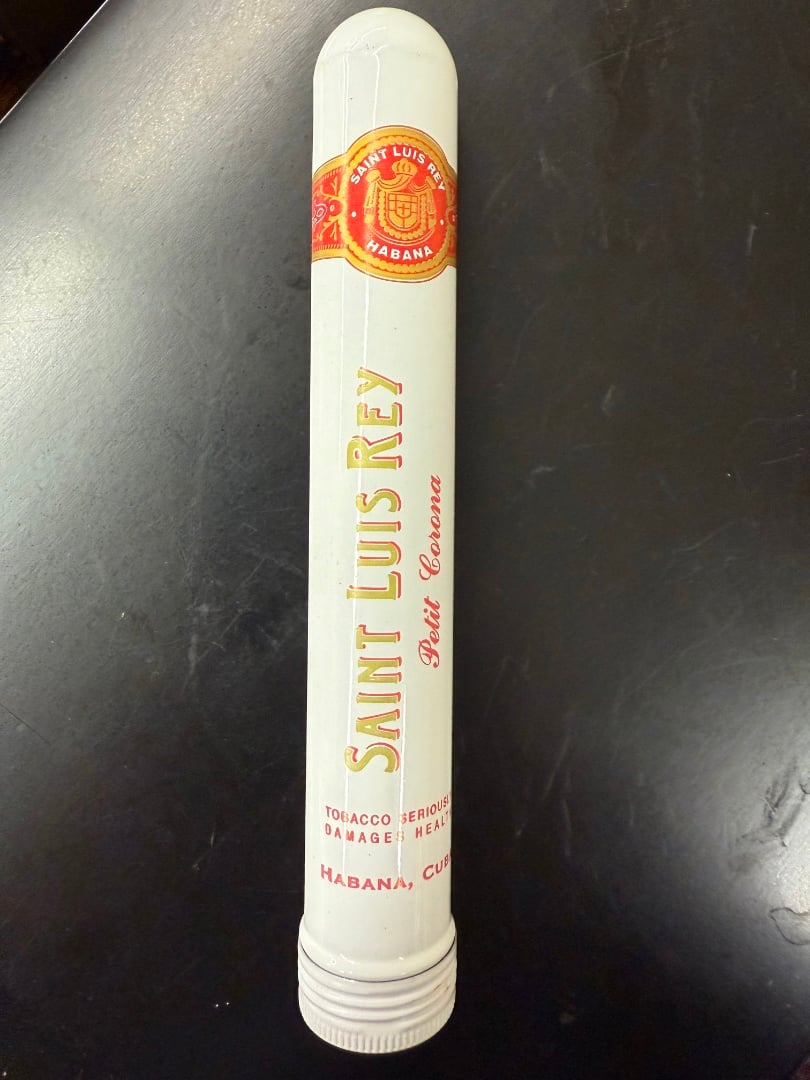 SAINT LUIS REY
HABANA
SAINT LUIS REY
Petit Corona
TOBACCO SERIOUSL
DAMAGES HEALT
HABANA, CUB